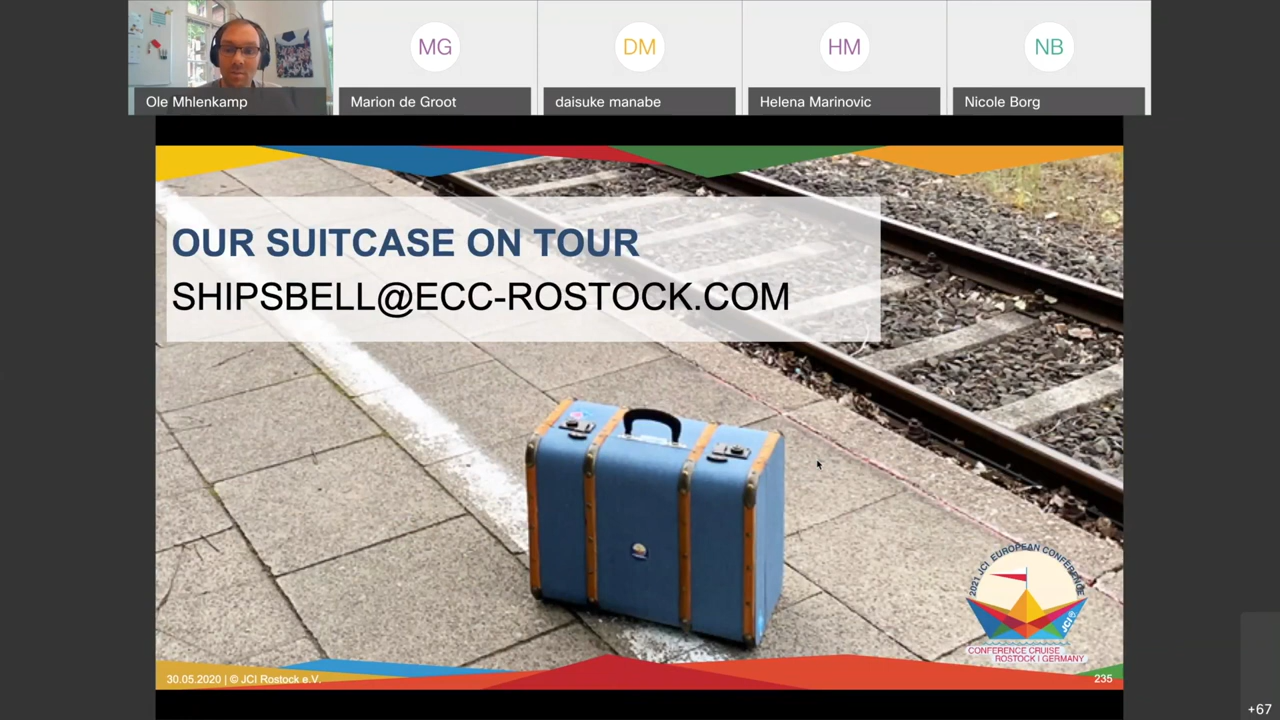 MG
DM
HM
NB
Ole Mhlenkamp
Marion de Groot
daisuke manabe
Helena Marinovic
Nicole Borg
OUR SUITCASE ON TOUR
SHIPSBELL@ECC-ROSTOCK.COM
2021 JCI EUROPEAN CONFERENCE
JCI
CONFERENCE CRUISE
ROSTOCK | GERMANY
30.05.2020 | © JCI Rostock e.V.
235
+67